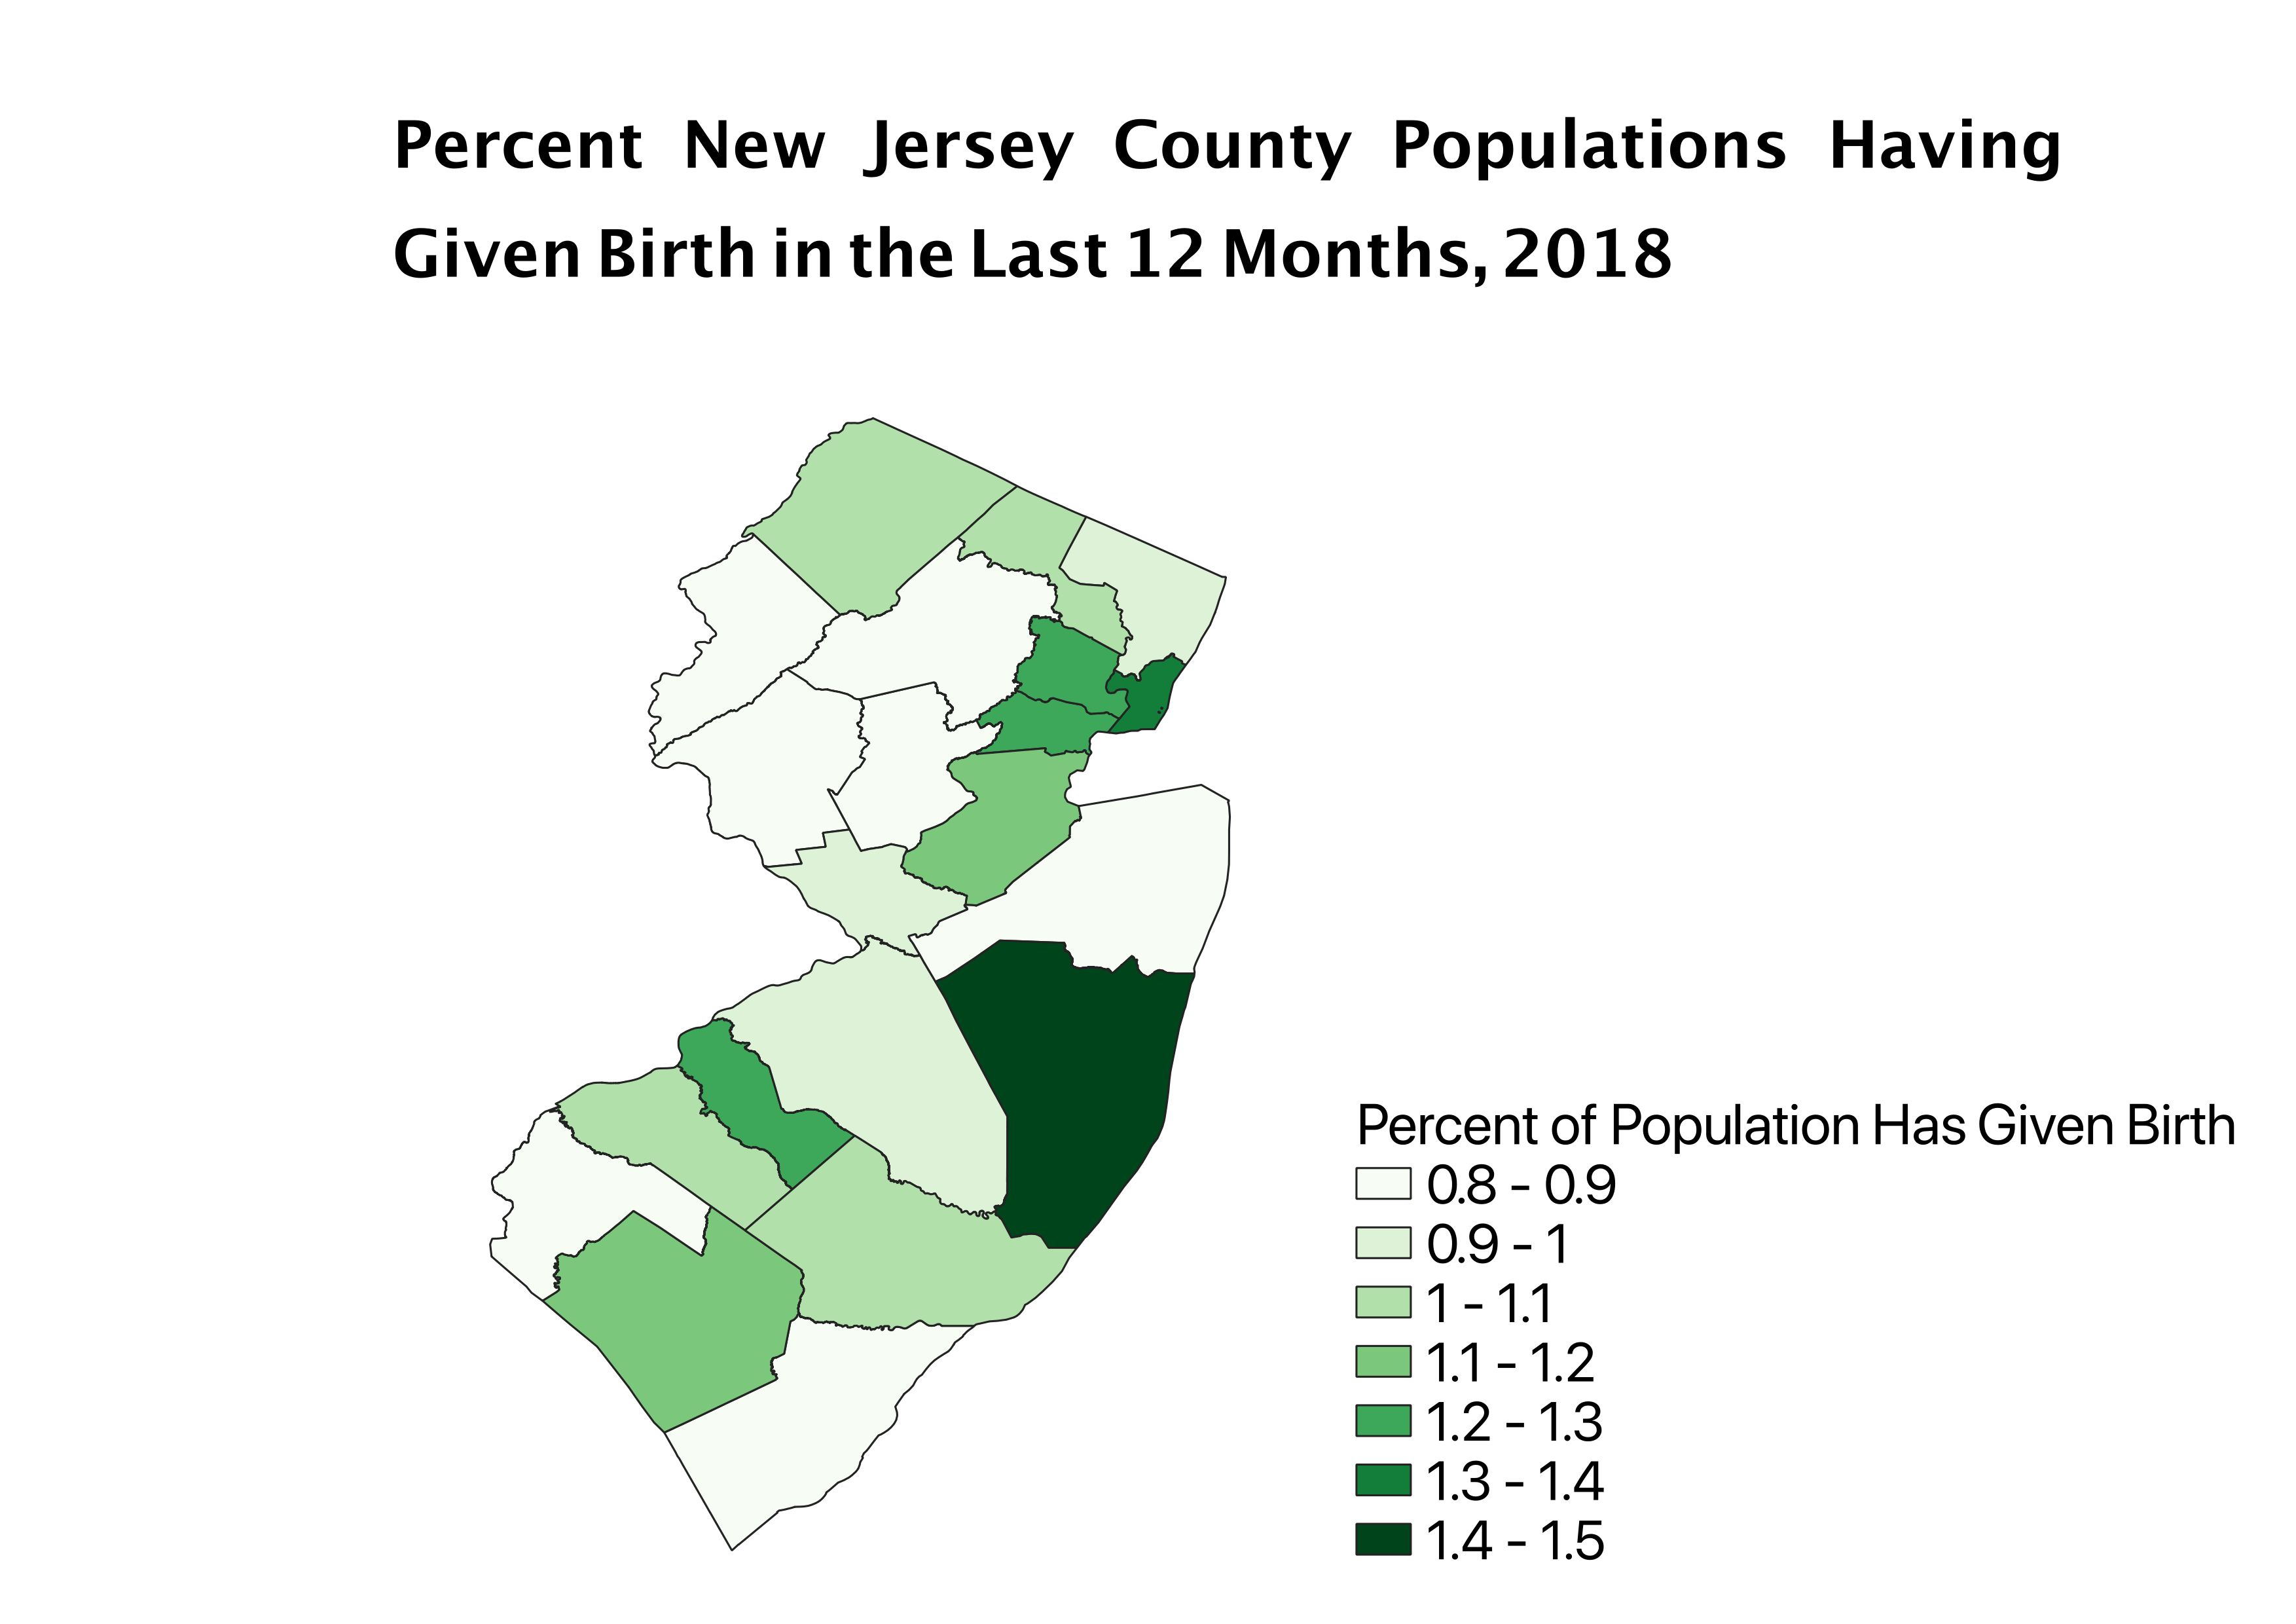 Percent New Jersey County Populations Having
Given Birth in the Last 12 Months, 2018
Percent of Population Has Given Birth
0.8 - 0.9
0.9 - 1
1 - 1.1
1.1 - 1.2
1.2 - 1.3
1.3 - 1.4
1.4 - 1.5